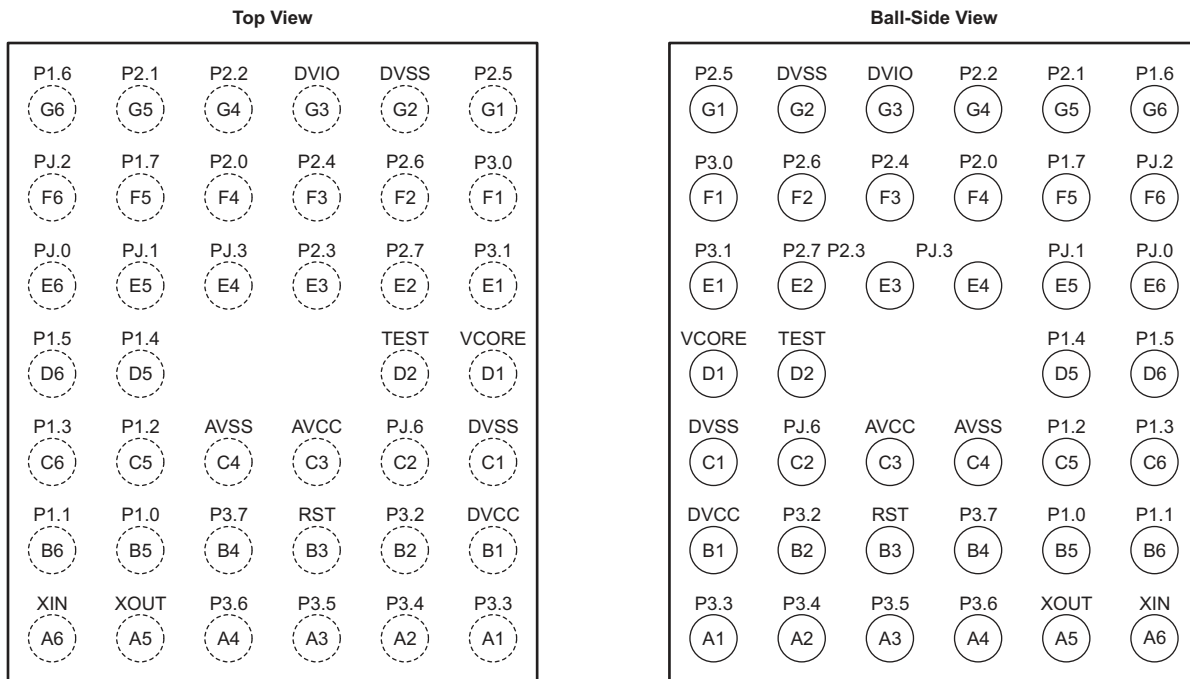 Top View
P1.6 P2.1 P2.2 DVIO DVSS P2.5
G6 G5 G4 G3 G2 G1
PJ.2 P1.7 P2.0 P2.4 P2.6 P3.0
F6 F5 F4 F3 F2 F1
PJ.0 PJ.1 PJ.3 P2.3 P2.7 P3.1
E6 E5 E4 E3 E2 E1
P1.5 P1.4 TEST VCORE
D6 D5 D2 D1
P1.3 P1.2 AVSS AVCC PJ.6 DVSS
C6 C5 C4 C3 C2 C1
P1.1 P1.0 P3.7 RST P3.2 DVCC
B6 B5 B4 B3 B2 B1
XIN XOUT P3.6 P3.5 P3.4 P3.3
A6 A5 A4 A3 A2 A1
Ball-Side View
P2.5 DVSS DVIO P2.2 P2.1 P1.6
G1 G2 G3 G4 G5 G6
P3.0 P2.6 P2.4 P2.0 P1.7 PJ.2
F1 F2 F3 F4 F5 F6
P3.1 P2.7 P2.3 PJ.3 PJ.1 PJ.0
E1 E2 E3 E4 E5 E6
VCORE TEST P1.4 P1.5
D1 D2 D5 D6
DVSS PJ.6 AVCC AVSS P1.2 P1.3
C1 C2 C3 C4 C5 C6
DVCC P3.2 RST P3.7 P1.0 P1.1
B1 B2 B3 B4 B5 B6
P3.3 P3.4 P3.5 P3.6 XOUT XIN
A1 A2 A3 A4 A5 A6